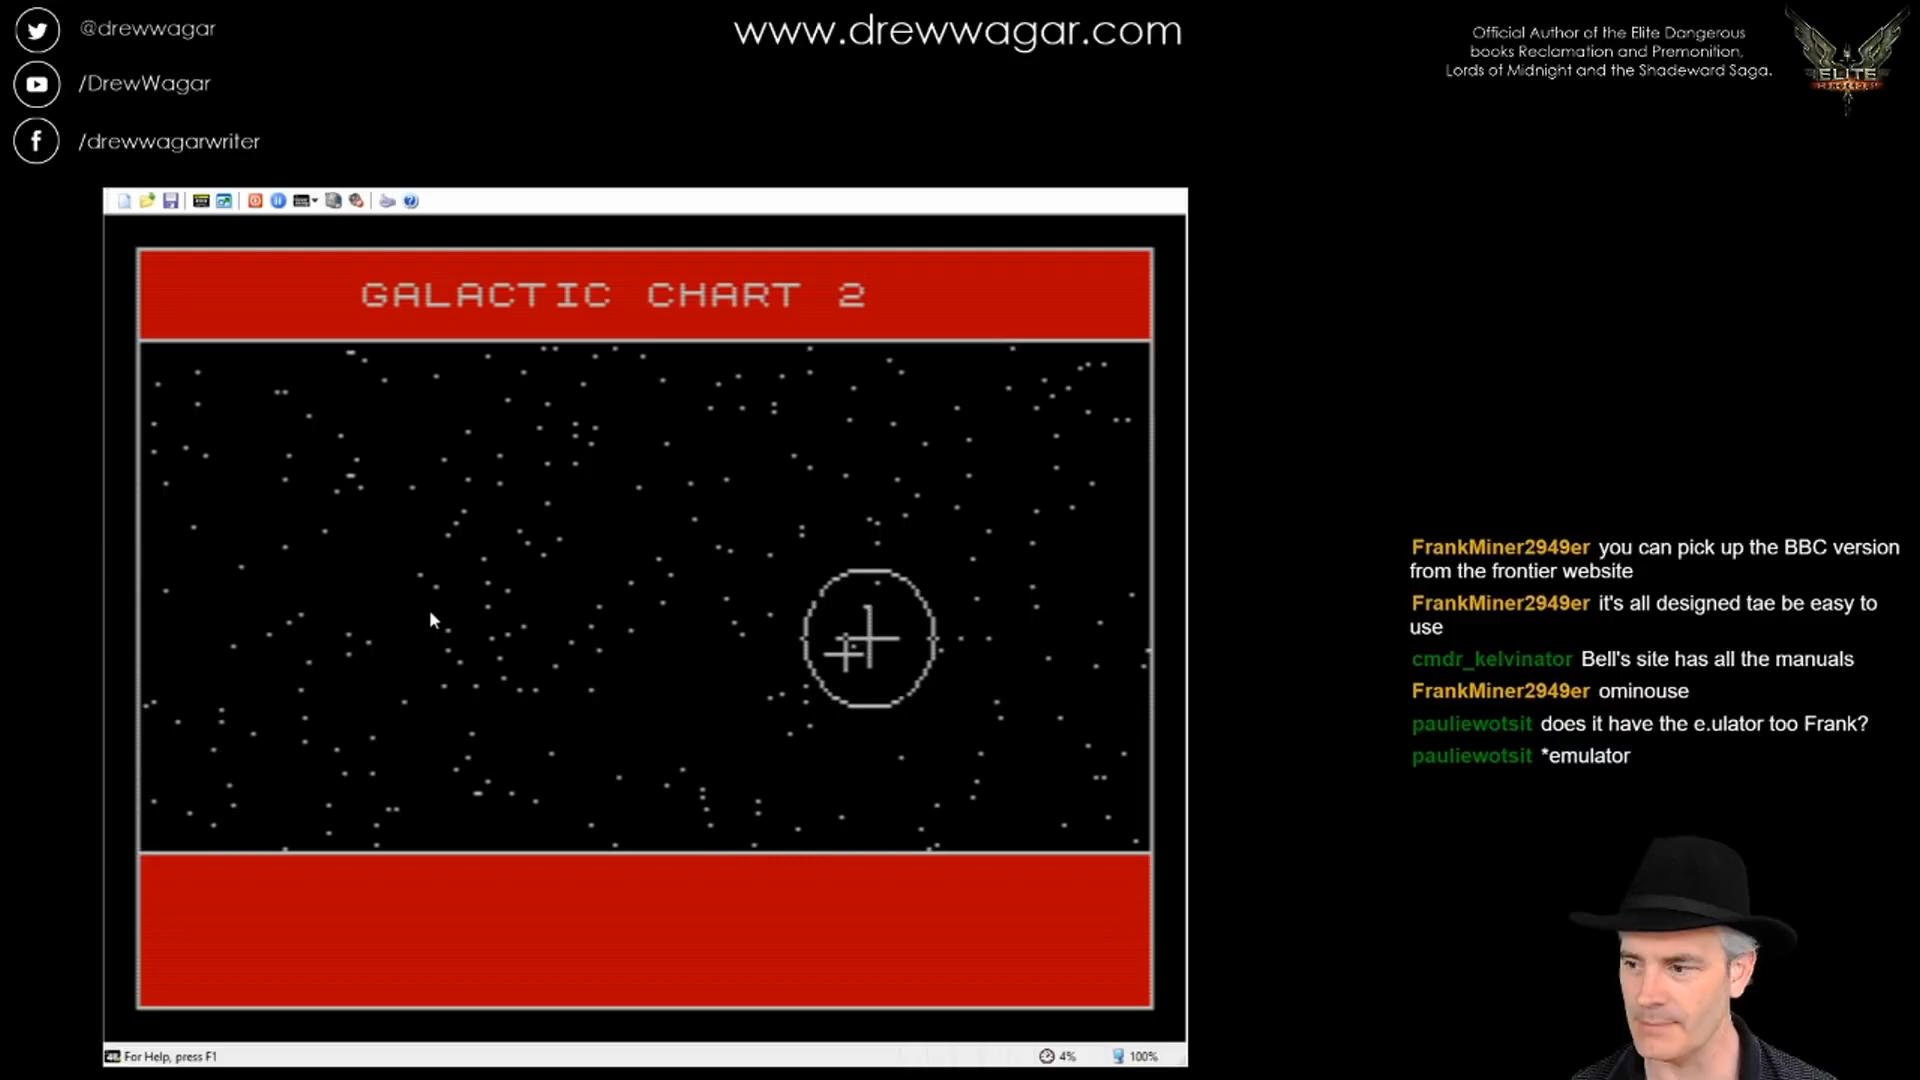 @drewwagar
/DrewWagar
/drewwagarwriter
www.drewwagar.com
Official Author of the Elite Dangerous
books Reclamation and Premonition,
Lords of Midnight and the Shadeward Saga.
ELITE
DANGEROUS
GALACTIC CHART 2
FrankMiner2949er you can pick up the BBC version
from the frontier website
FrankMiner2949er it's all designed tae be easy to
use
cmdr_kelvinator Bell's site has all the manuals
FrankMiner2949er ominouse
pauliewotsit does it have the e.ulator too Frank?
pauliewotsit *emulator
For Help, press F1
4%
100%